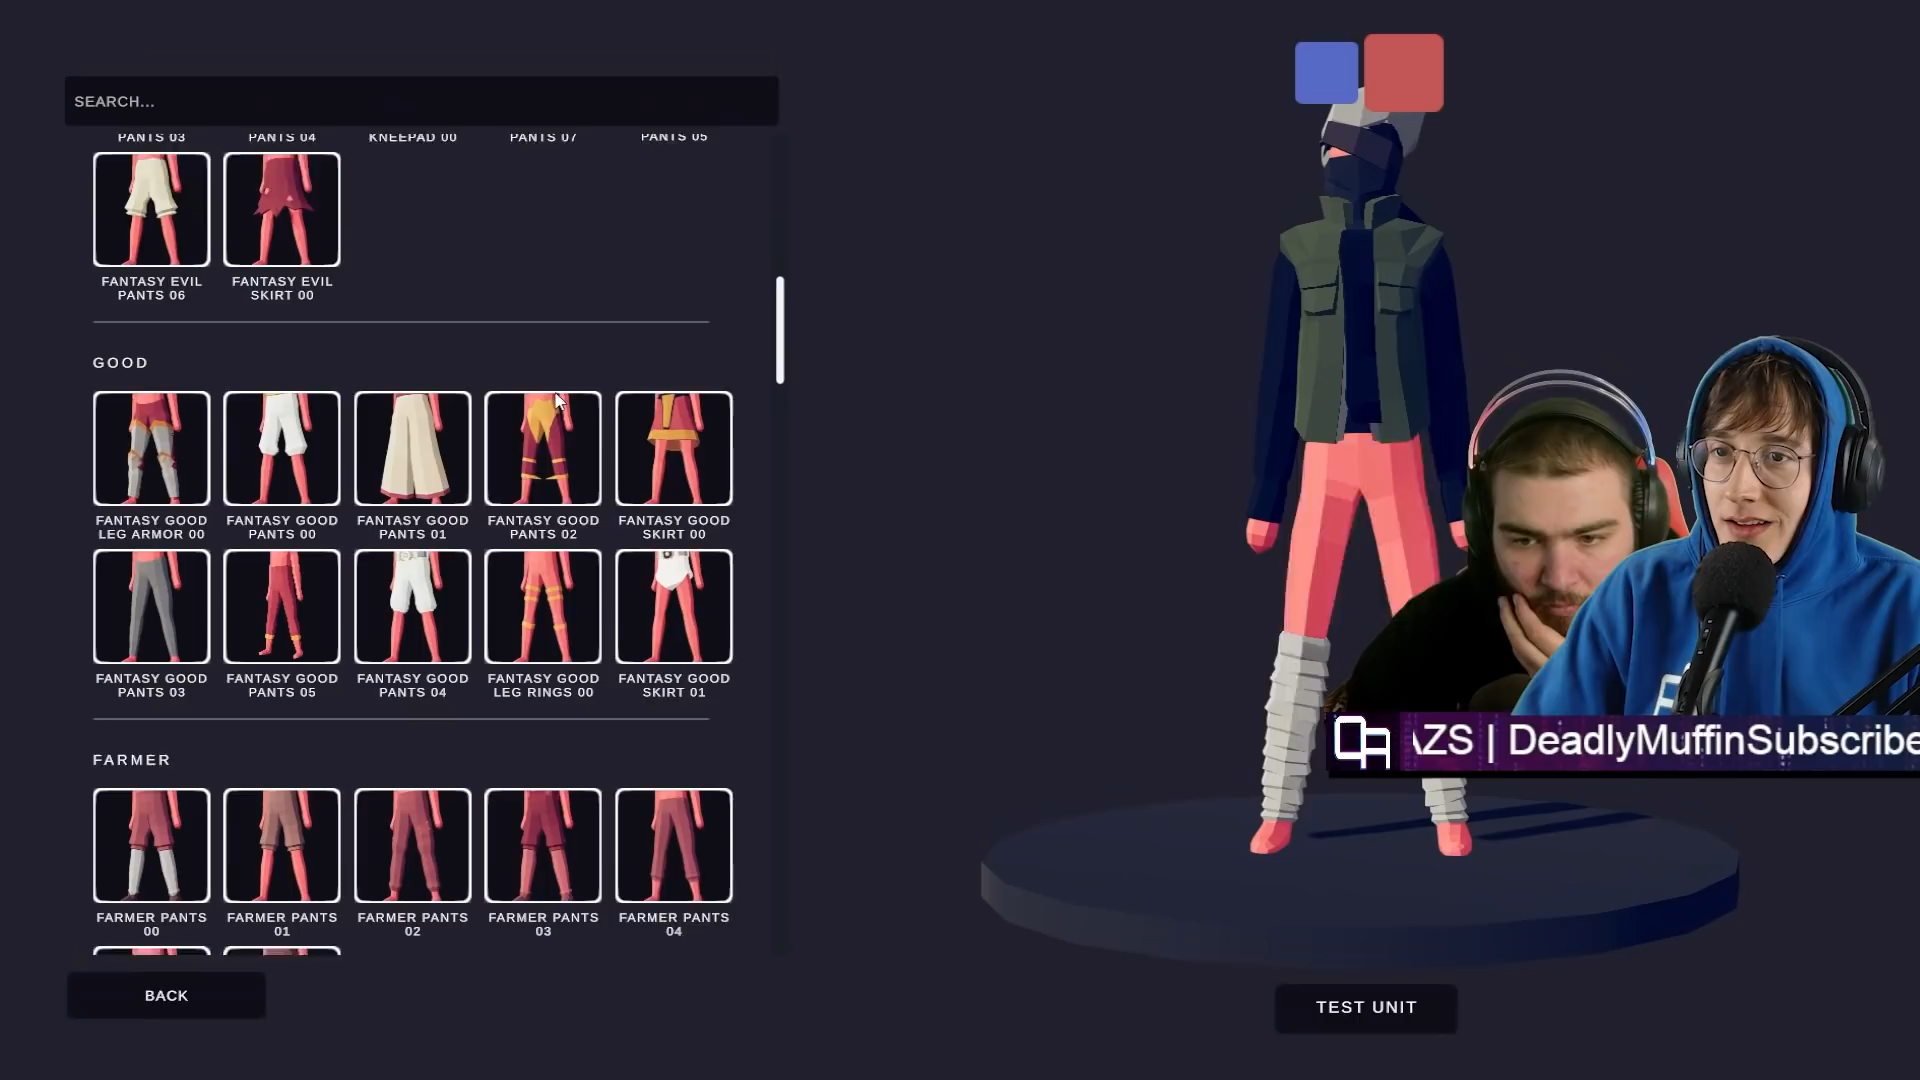 SEARCH...
PANTS 03
PANTS 04
KNEEPAD 00
PANTS 07
PANTS 05
FANTASY EVIL
PANTS 06
FANTASY EVIL
SKIRT 00
GOOD
FANTASY GOOD
LEG ARMOR 00
FANTASY GOOD
PANTS 00
FANTASY GOOD
PANTS 01
FANTASY GOOD
PANTS 02
FANTASY GOOD
SKIRT 00
FANTASY GOOD
PANTS 03
FANTASY GOOD
PANTS 05
FANTASY GOOD
PANTS 04
FANTASY GOOD
LEG RINGS 00
FANTASY GOOD
SKIRT 01
FARMER
FARMER PANTS
00
FARMER PANTS
01
FARMER PANTS
02
FARMER PANTS
03
FARMER PANTS
04
BACK
TEST UNIT
AZS | DeadlyMuffinSubscribe